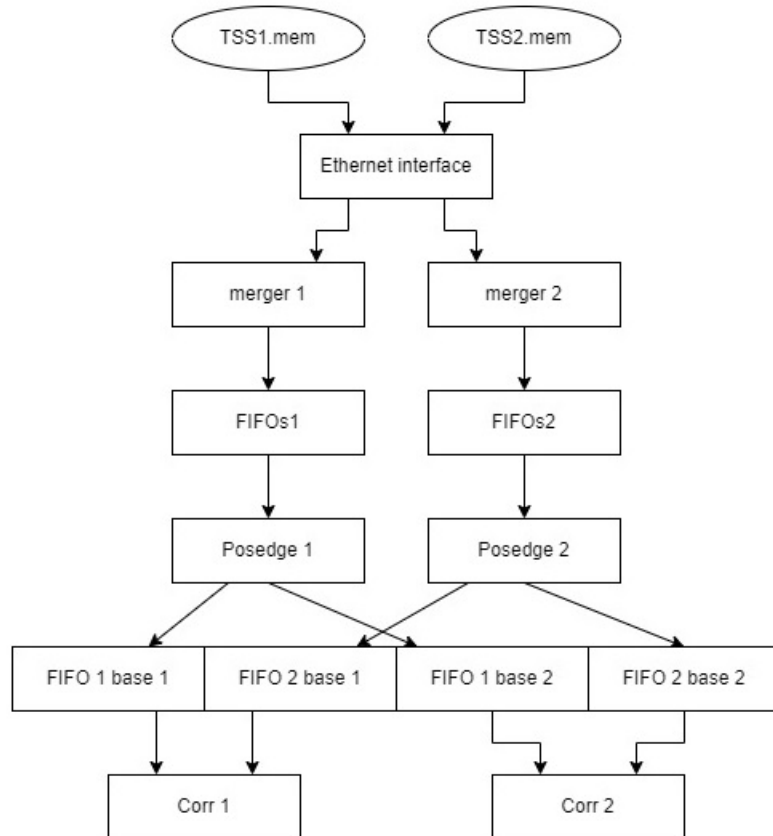 TSS1.mem
TSS2.mem
Ethernet interface
merger 1
merger 2
FIFOs1
FIFOs2
Posedge 1
Posedge 2
FIFO 1 base 1
FIFO 2 base 1
FIFO 1 base 2
FIFO 2 base 2
Corr 1
Corr 2